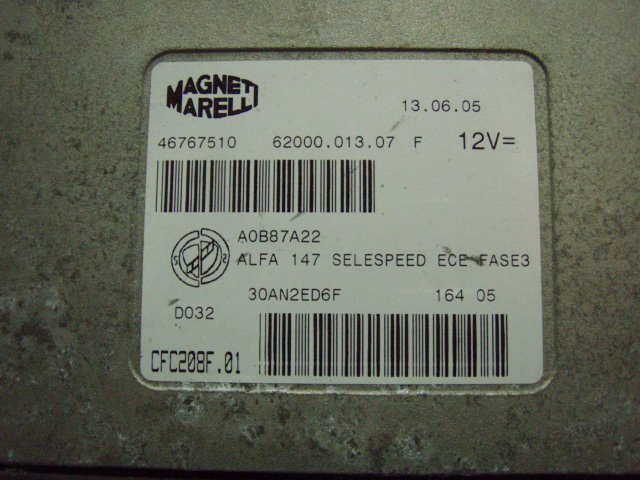 MAGNETI
MARELLI
13.06.05
46767510 62000.013.07 F 12V=
A0B87A22
ALFA 147 SELESPEED ECE FASE3
30AN2ED6F 164 05
D032
CFC208F.01